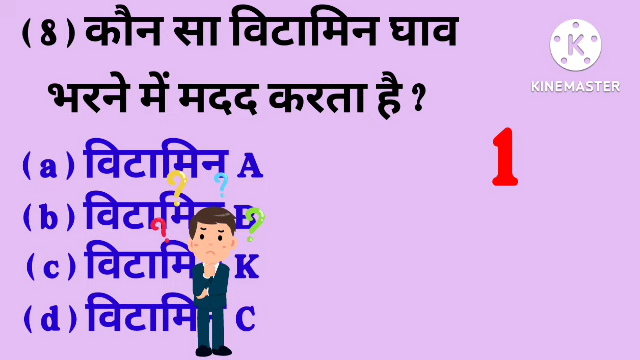 (8) कौन सा विटामिन घाव
भरने में मदद करता है ?
KINEMASTER
1
(a) विटामिन A
(b) विटामिन
(c) K
(d) C